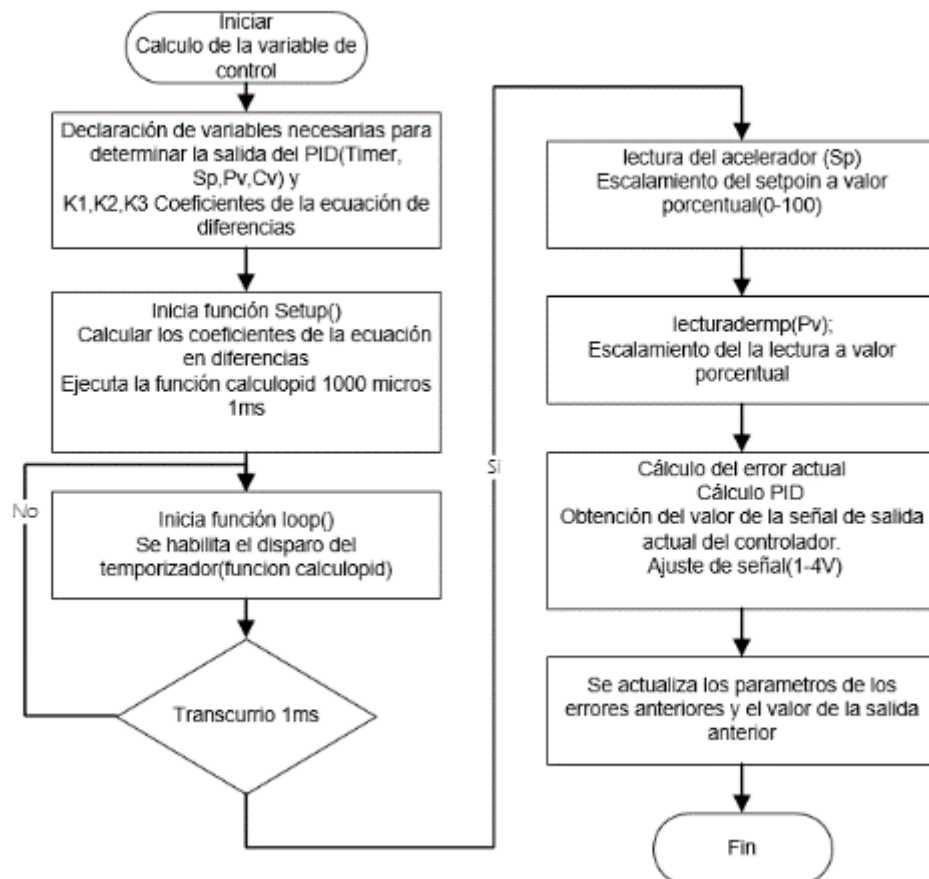 Iniciar
Calculo de la variable de
control
Declaración de variables necesarias para
determinar la salida del PID(Timer,
Sp,Pv,Cv) y
K1,K2,K3 Coeficientes de la ecuación de
diferencias
Inicia función Setup()
Calcular los coeficientes de la ecuación
en diferencias
Ejecuta la función calculopid 1000 micros
1ms
No
Inicia función loop()
Se habilita el disparo del
temporizador(funcion calculopid)
Transcurrio 1ms
Si
lectura del acelerador (Sp)
Escalamiento del setpoin a valor
porcentual(0-100)
lecturadermp(Pv);
Escalamiento del la lectura a valor
porcentual
Cálculo del error actual
Cálculo PID
Obtención del valor de la señal de salida
actual del controlador.
Ajuste de señal(1-4V)
Se actualiza los parametros de los
errores anteriores y el valor de la salida
anterior
Fin